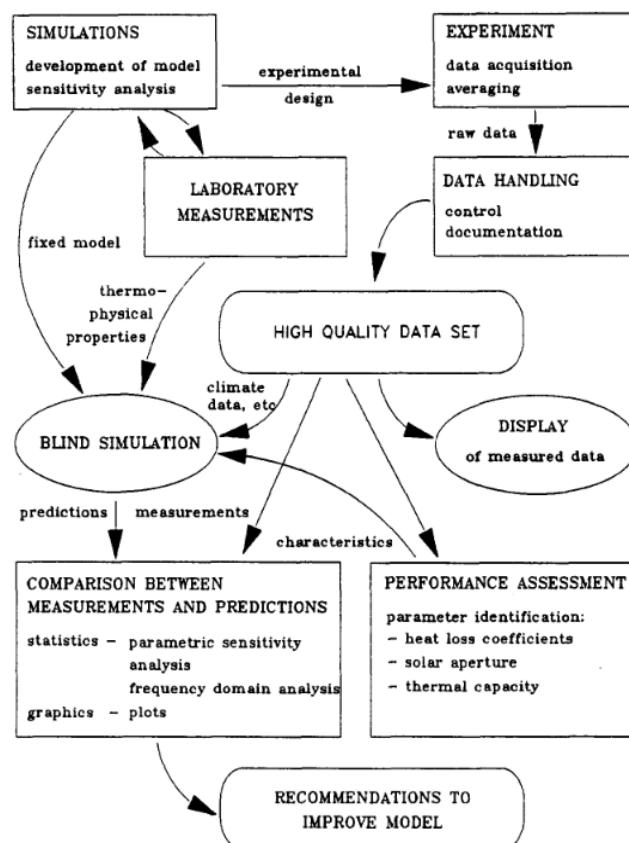 SIMULATIONS
development of model
sensitivity analysis
experimental
design
EXPERIMENT
data acquisition
averaging
raw data
LABORATORY
MEASUREMENTS
DATA HANDLING
control
documentation
fixed model
thermo-
physical
properties
HIGH QUALITY DATA SET
climate
data, etc
BLIND SIMULATION
DISPLAY
of measured data
predictions
measurements
characteristics
COMPARISON BETWEEN
MEASUREMENTS AND PREDICTIONS
statistics – parametric sensitivity
analysis
frequency domain analysis
graphics – plots
PERFORMANCE ASSESSMENT
parameter identification:
– heat loss coefficients
– solar aperture
– thermal capacity
RECOMMENDATIONS TO
IMPROVE MODEL